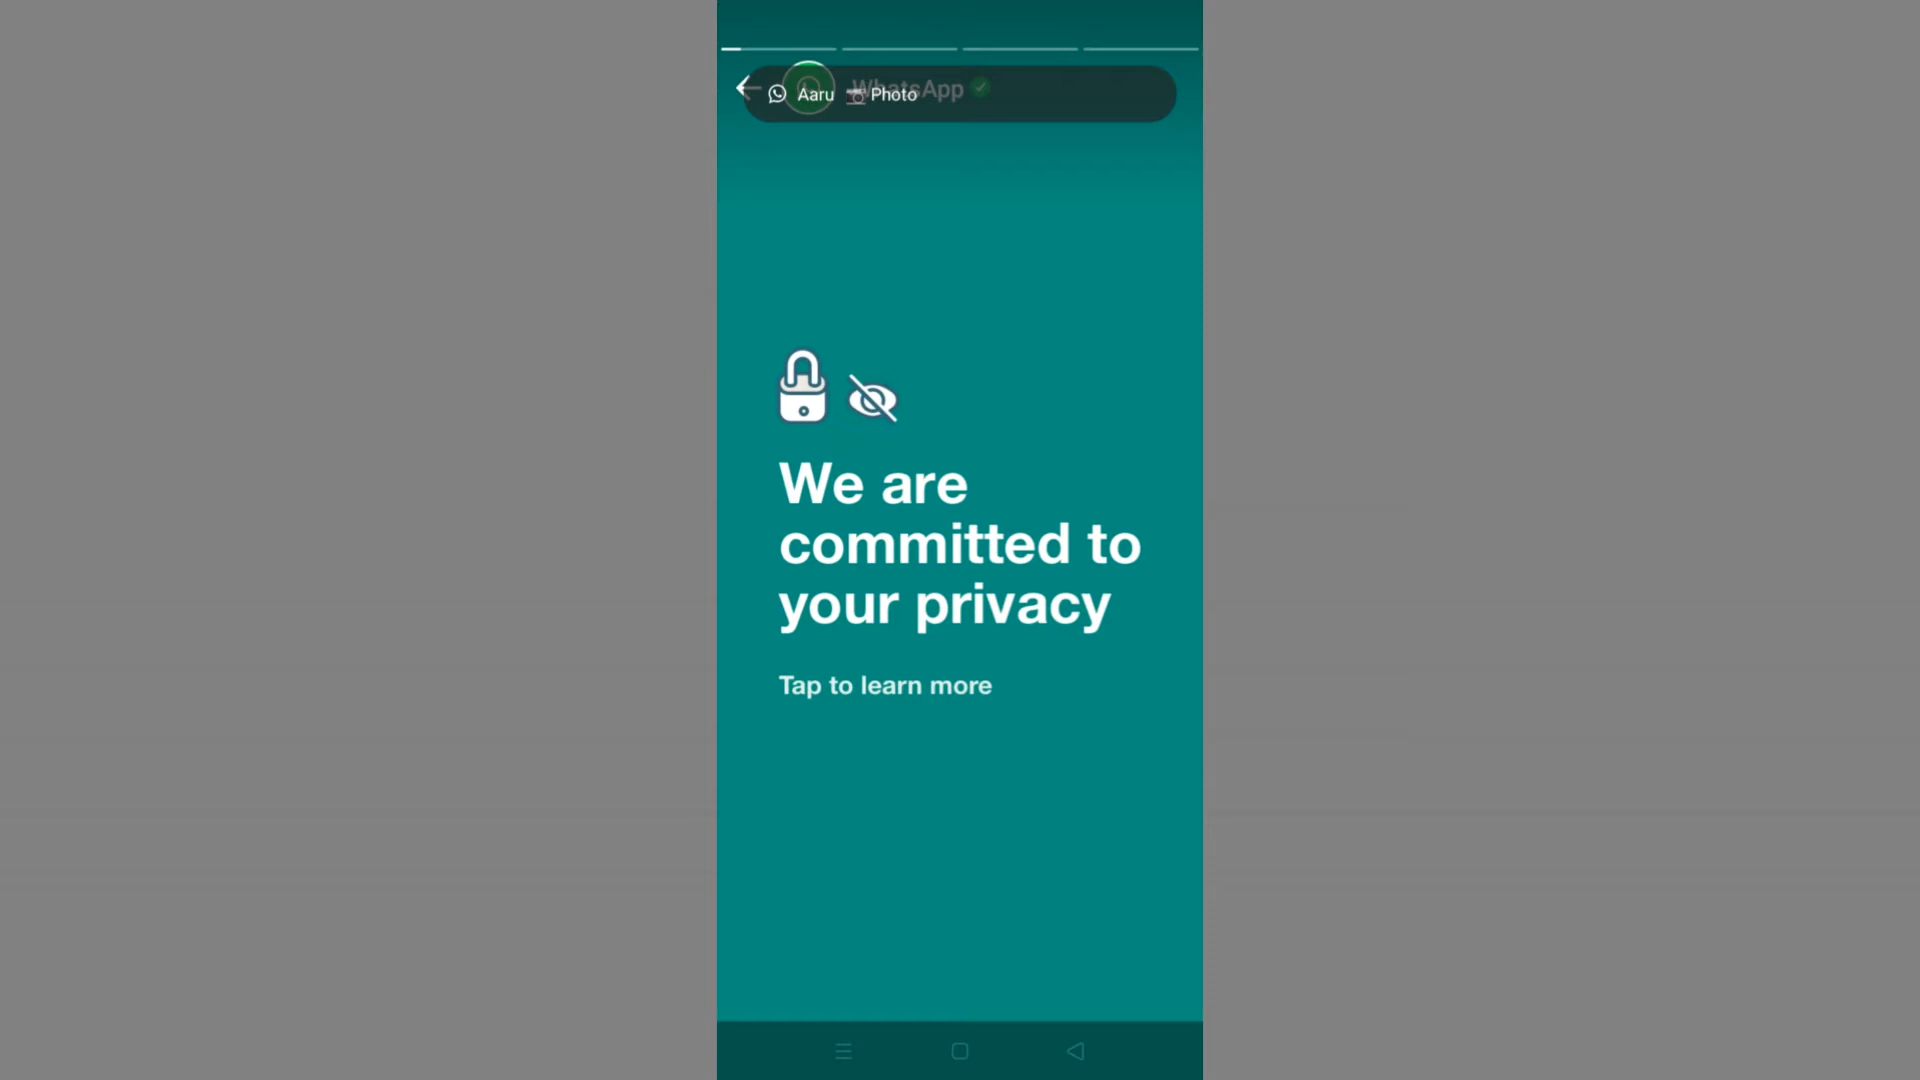 WhatsApp
Aaru 📷 Photo
We are
committed to
your privacy
Tap to learn more